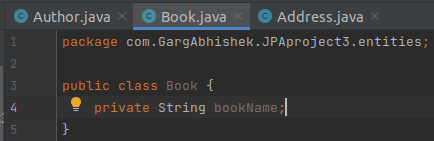 Author.java Book.java Address.java
1 package com.GargAbhishek.JPAproject3.entities;
2
3 public class Book {
4 private String bookName;
5 }